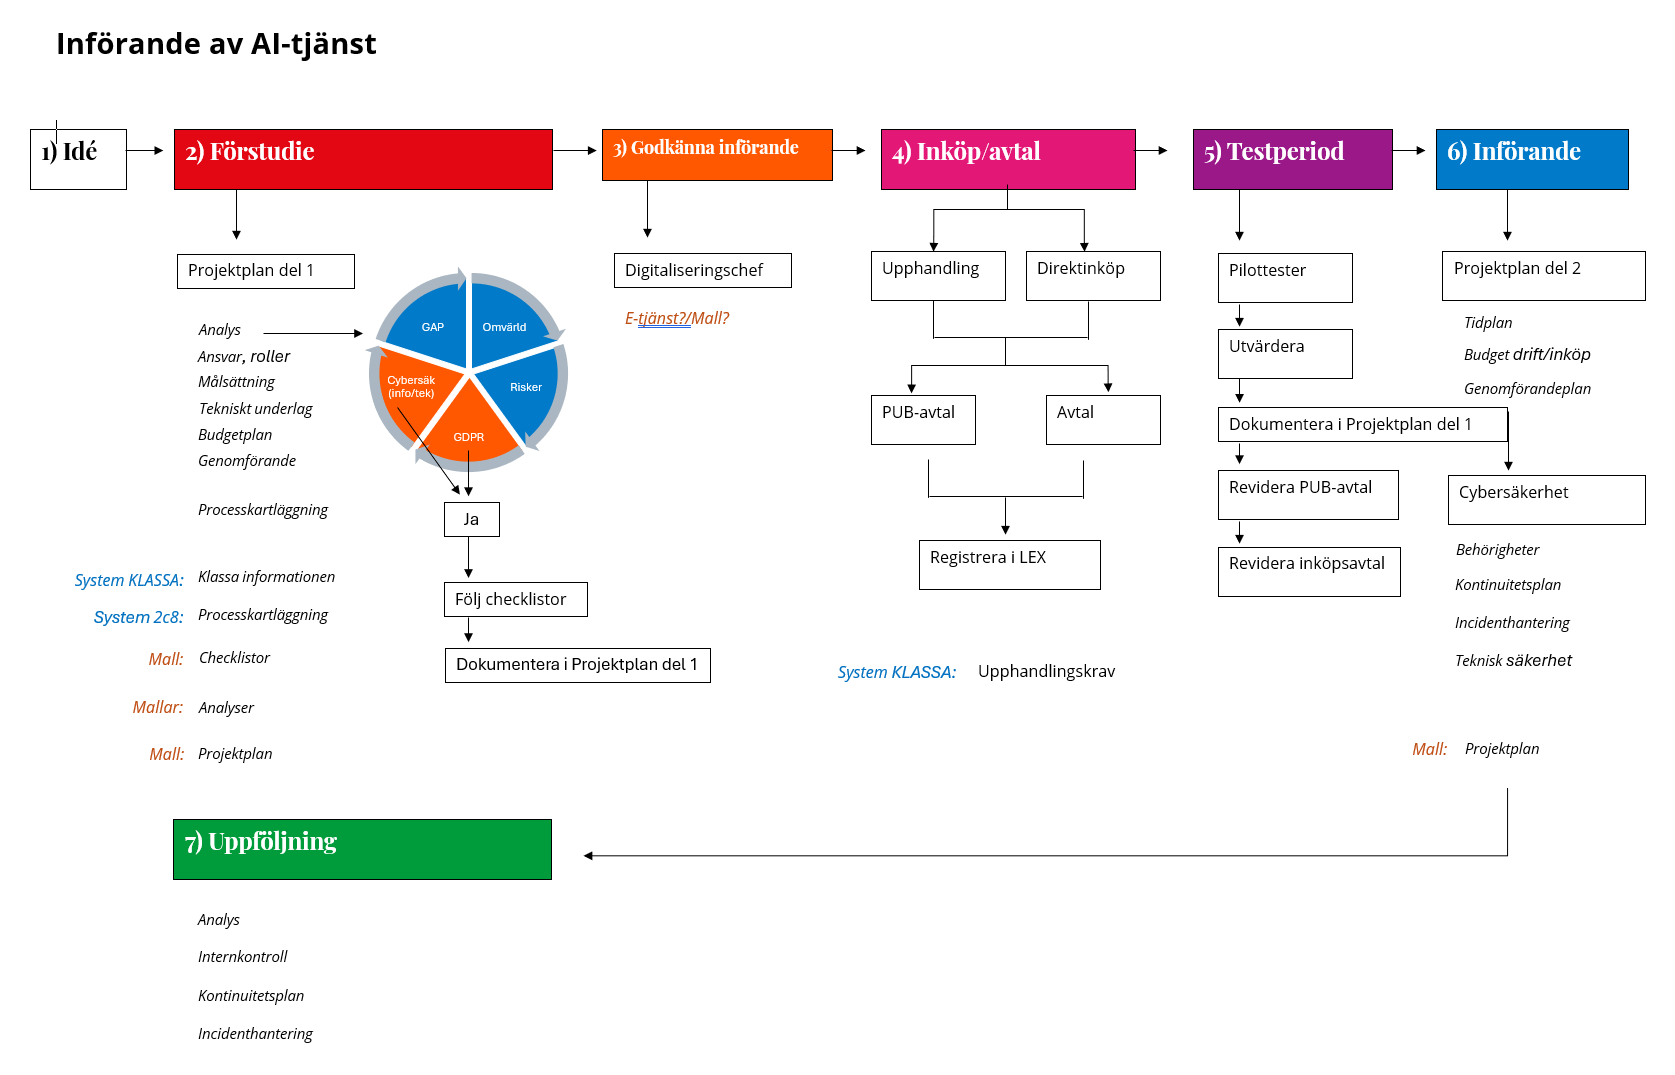 Införande av AI-tjänst
1) Idé
2) Förstudie
3) Godkänna införande
4) Inköp/avtal
5) Testperiod
6) Införande
Projektplan del 1
Analys
Ansvar, roller
Målsättning
Tekniskt underlag
Budgetplan
Genomförande
Processkartläggning
System KLASSA: Klassa informationen
System 2c8: Processkartläggning
Mall: Checklistor
Mallar: Analyser
Mall: Projektplan
GAP
Omvärld
Cybersäk
(info/tek)
Risker
GDPR
Ja
Följ checklistor
Dokumentera i Projektplan del 1
Digitaliseringschef
E-tjänst?/Mall?
Upphandling
Direktinköp
PUB-avtal
Avtal
Registrera i LEX
System KLASSA: Upphandlingskrav
Pilottester
Utvärdera
Dokumentera i Projektplan del 1
Revidera PUB-avtal
Revidera inköpsavtal
Projektplan del 2
Tidplan
Budget drift/inköp
Genomförandeplan
Cybersäkerhet
Behörigheter
Kontinuitetsplan
Incidenthantering
Teknisk säkerhet
Mall: Projektplan
7) Uppföljning
Analys
Internkontroll
Kontinuitetsplan
Incidenthantering